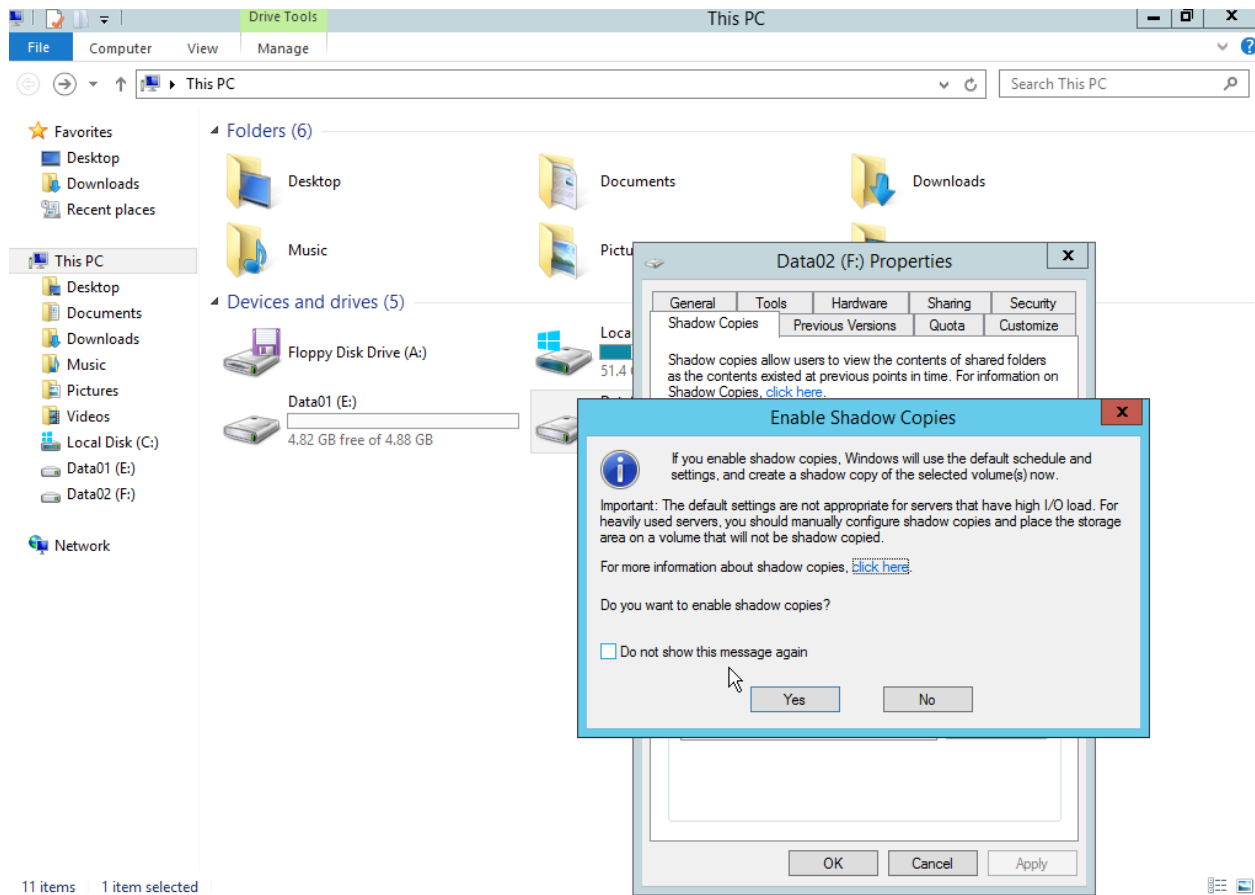 Drive Tools
This PC
File Computer View Manage
This PC
Search This PC
Favorites
Desktop
Downloads
Recent places
This PC
Desktop
Documents
Downloads
Music
Pictures
Videos
Local Disk (C:)
Data01 (E:)
Data02 (F:)
Network
Folders (6)
Desktop
Documents
Downloads
Music
Devices and drives (5)
Floppy Disk Drive (A:)
51.4
Data01 (E:)
4.82 GB free of 4.88 GB
Data02 (F:) Properties
x
General Tools Hardware Sharing Security
Shadow Copies Previous Versions Quota Customize
Shadow copies allow users to view the contents of shared folders
as the contents existed at previous points in time. For information on
Shadow Copies, click here.
Enable Shadow Copies
x
If you enable shadow copies, Windows will use the default schedule and
settings, and create a shadow copy of the selected volume(s) now.
Important: The default settings are not appropriate for servers that have high I/O load. For
heavily used servers, you should manually configure shadow copies and place the storage
area on a volume that will not be shadow copied.
For more information about shadow copies, click here.
Do you want to enable shadow copies?
Do not show this message again
Yes No
OK Cancel Apply
11 items 1 item selected